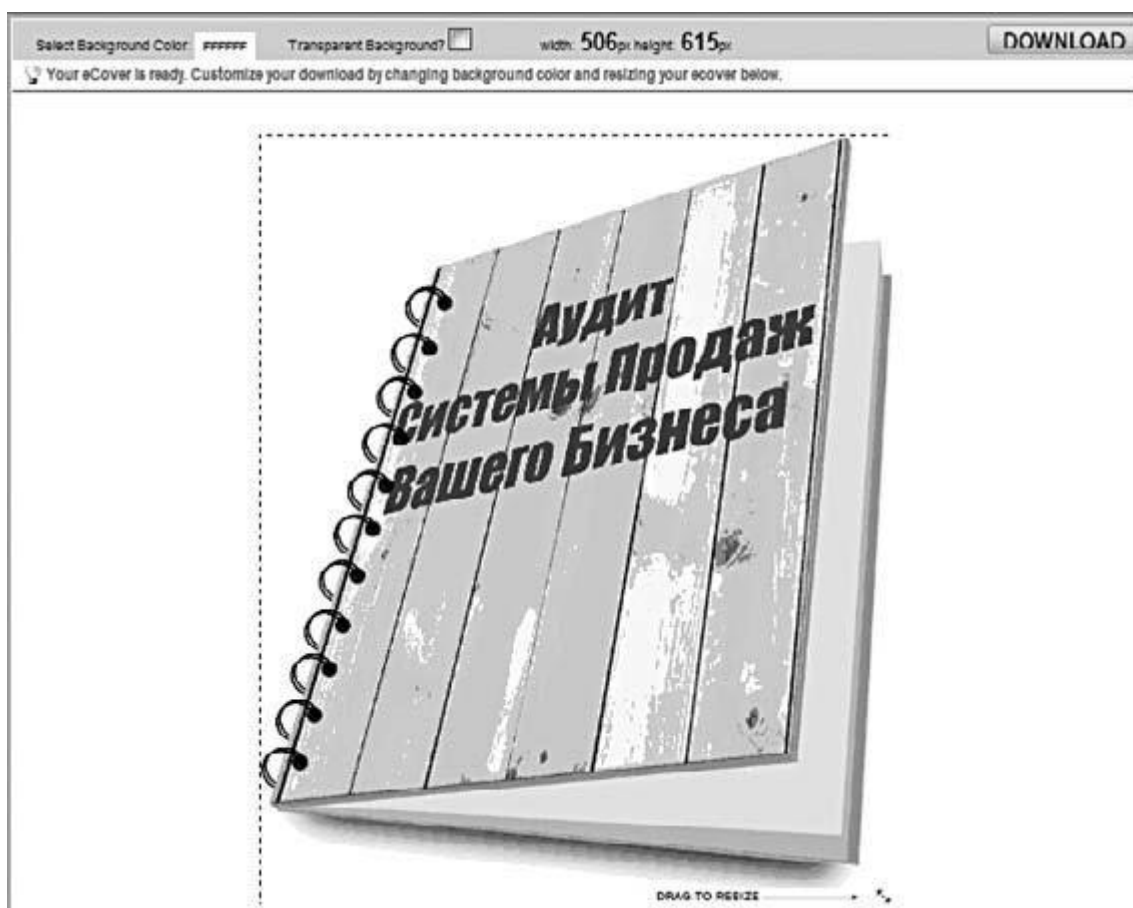 Select Background Color: FFFFFF Transparent Background? width: 506px height: 615px DOWNLOAD
Your eCover is ready. Customize your download by changing background color and resizing your ecover below.
Аудит
Системы Продаж
Вашего Бизнеса
DRAG TO RESIZE